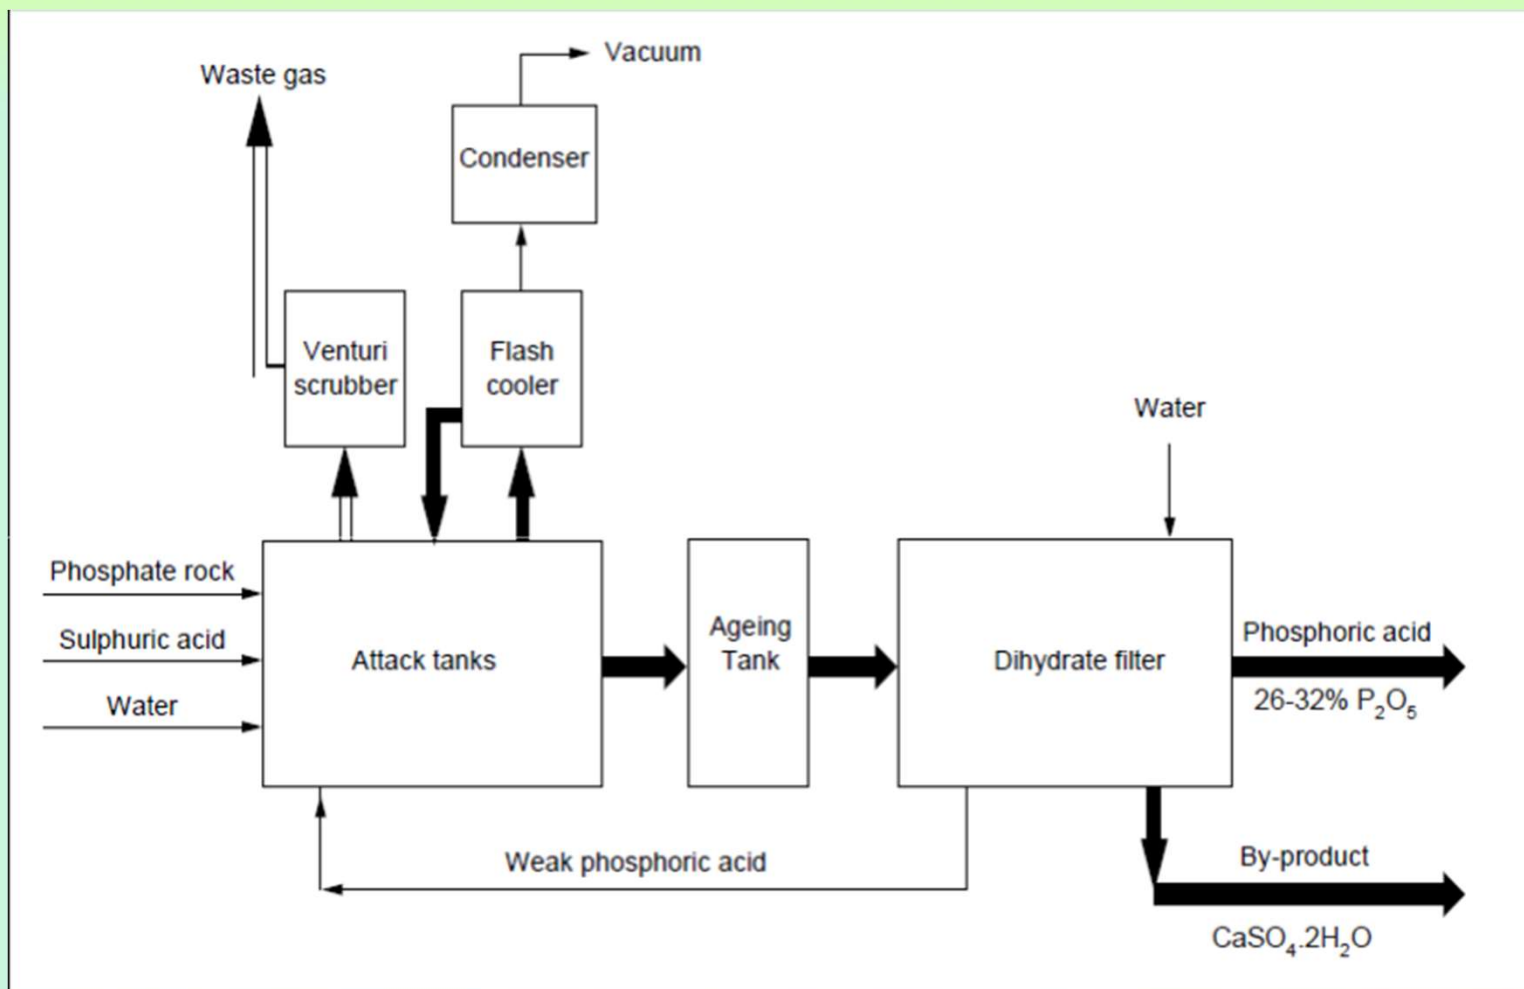 Vacuum
Waste gas
Condenser
Venturi
scrubber
Flash
cooler
Water
Phosphate rock
Sulphuric acid
Water
Attack tanks
Ageing
Tank
Dihydrate filter
Phosphoric acid
26-32% P₂O₅
Weak phosphoric acid
By-product
CaSO₄.2H₂O